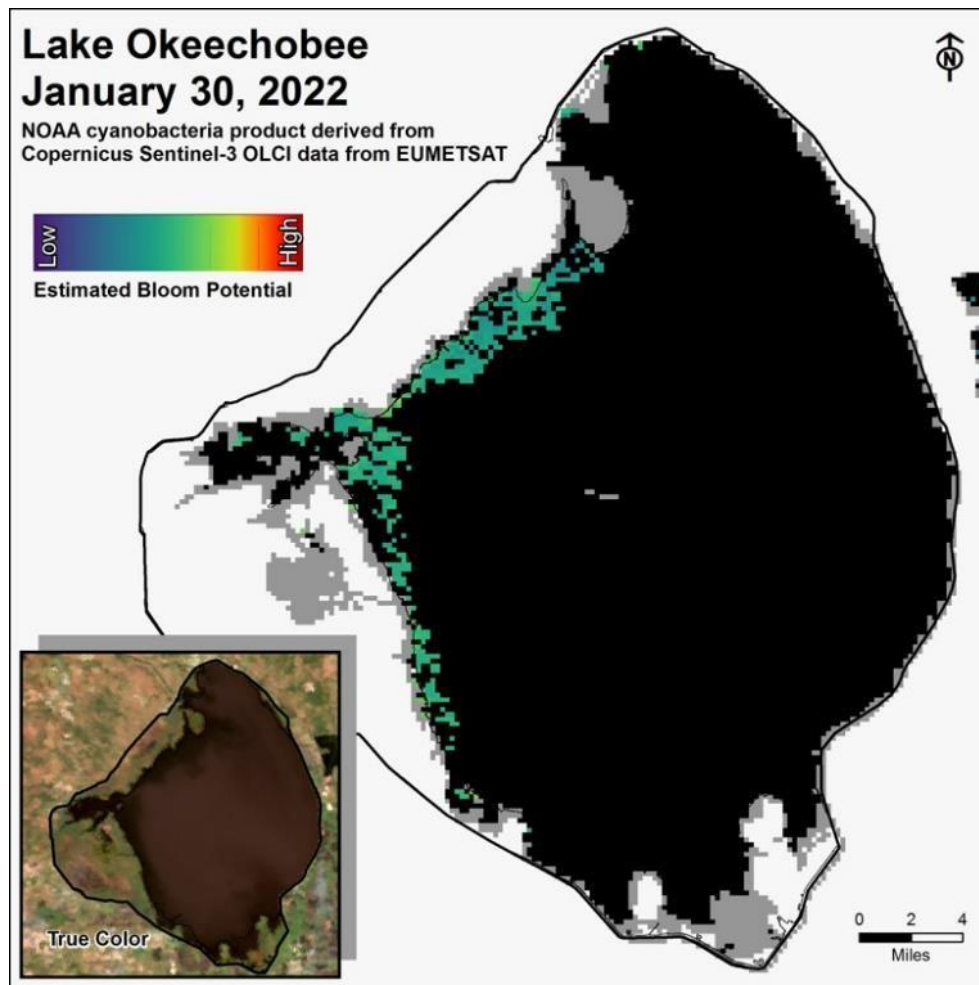 Lake Okeechobee
January 30, 2022
NOAA cyanobacteria product derived from
Copernicus Sentinel-3 OLCI data from EUMETSAT
N
Low
High
Estimated Bloom Potential
True Color
0 2 4
Miles